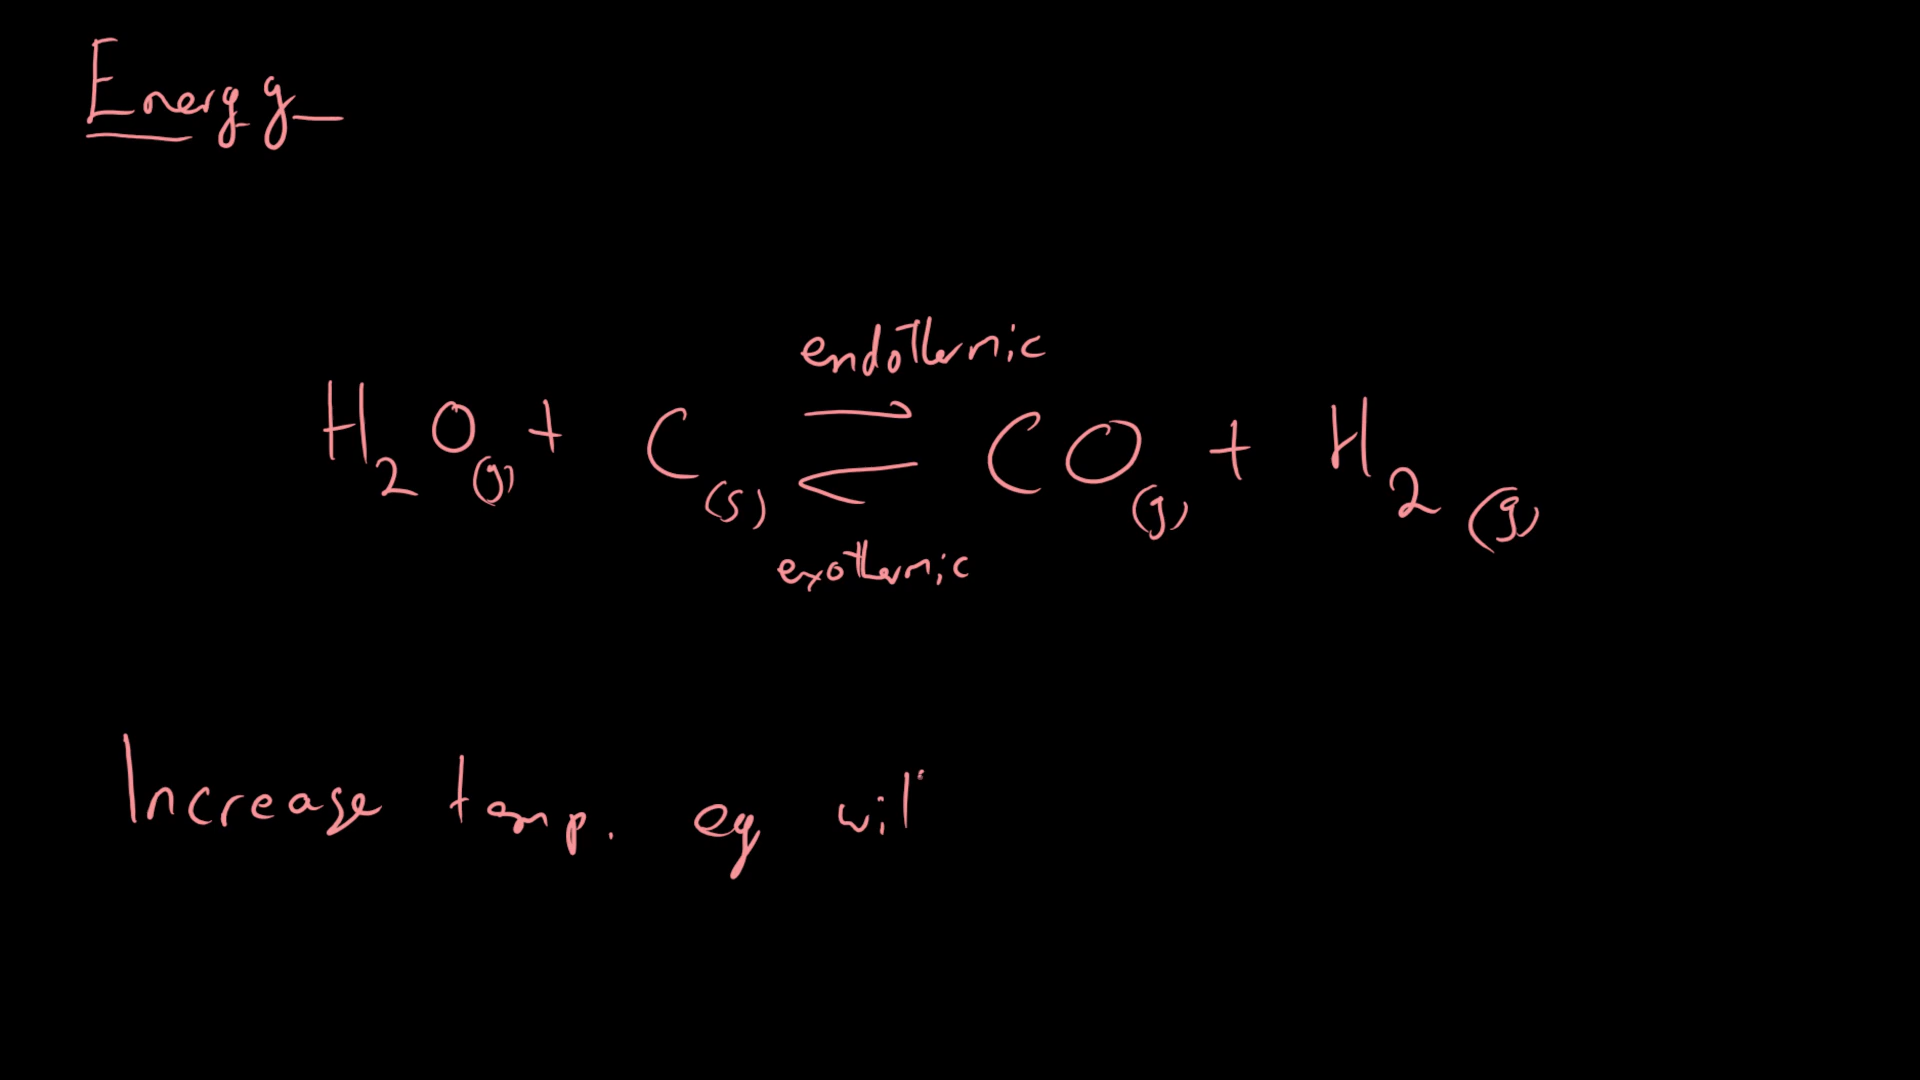 Energy
endothermic
H₂O(g) + C(s) ⇌ CO(g) + H₂(g)
exothermic
Increase temp. eq wil